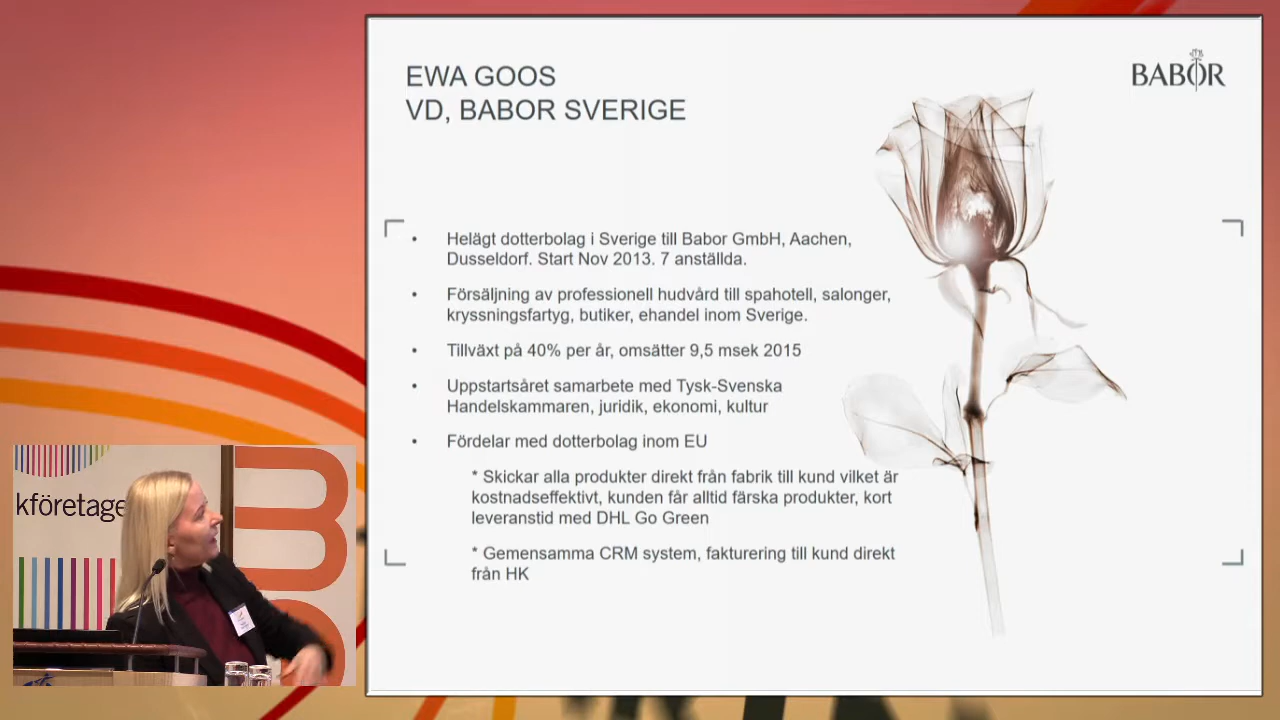 EWA GOOS
VD, BABOR SVERIGE
BABOR
• Helägt dotterbolag i Sverige till Babor GmbH, Aachen,
Dusseldorf. Start Nov 2013. 7 anställda.
• Försäljning av professionell hudvård till spahotell, salonger,
kryssningsfartyg, butiker, ehandel inom Sverige.
• Tillväxt på 40% per år, omsätter 9,5 msek 2015
• Uppstartsåret samarbete med Tysk-Svenska
Handelskammaren, juridik, ekonomi, kultur
• Fördelar med dotterbolag inom EU
* Skickar alla produkter direkt från fabrik till kund vilket är
kostnadseffektivt, kunden får alltid färska produkter, kort
leveranstid med DHL Go Green
* Gemensamma CRM system, fakturering till kund direkt
från HK
kföretage